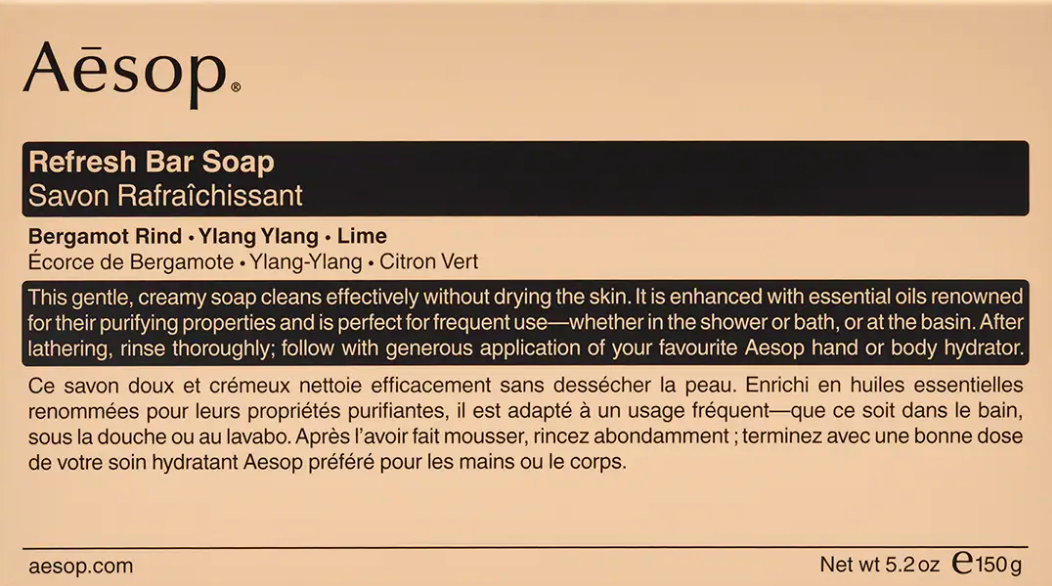 Aēsop®
Refresh Bar Soap
Savon Rafraîchissant
Bergamot Rind • Ylang Ylang • Lime
Écorce de Bergamote • Ylang-Ylang • Citron Vert
This gentle, creamy soap cleans effectively without drying the skin. It is enhanced with essential oils renowned
for their purifying properties and is perfect for frequent use—whether in the shower or bath, or at the basin. After
lathering, rinse thoroughly; follow with generous application of your favourite Aesop hand or body hydrator.
Ce savon doux et crémeux nettoie efficacement sans dessécher la peau. Enrichi en huiles essentielles
renommées pour leurs propriétés purifiantes, il est adapté à un usage fréquent—que ce soit dans le bain,
sous la douche ou au lavabo. Après l’avoir fait mousser, rincez abondamment ; terminez avec une bonne dose
de votre soin hydratant Aesop préféré pour les mains ou le corps.
aesop.com
Net wt 5.2 oz ℮150 g